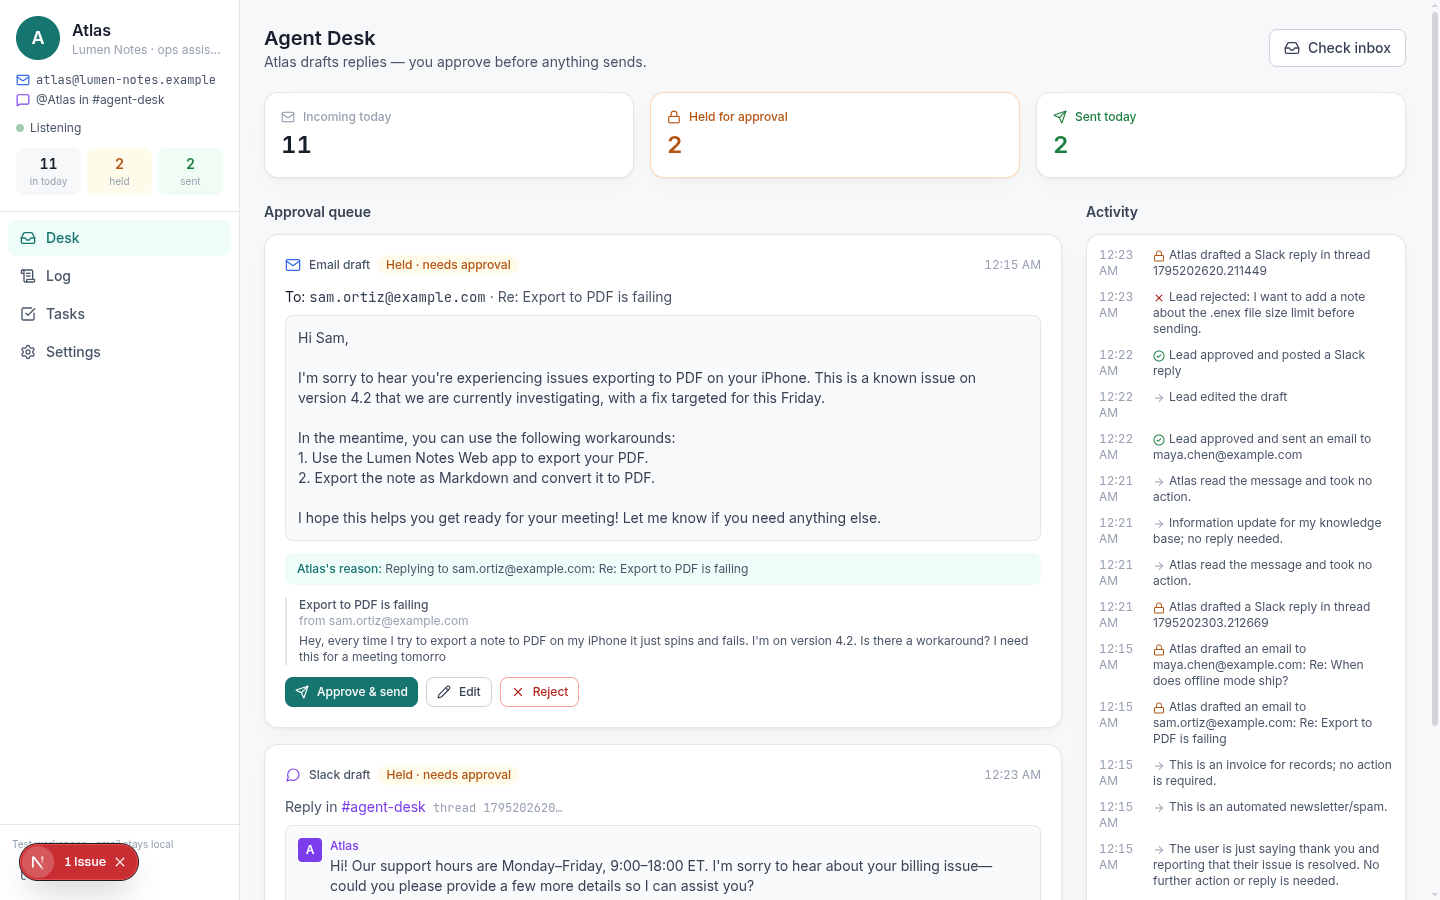 A
Atlas
Lumen Notes · ops assis...
atlas@lumen-notes.example
@Atlas in #agent-desk
Listening
11
in today
2
held
2
sent
Desk
Log
Tasks
Settings
N
1 Issue
stays local
Agent Desk
Atlas drafts replies — you approve before anything sends.
Check inbox
Incoming today
11
Held for approval
2
Sent today
2
Approval queue
Email draft
Held · needs approval
12:15 AM
To: sam.ortiz@example.com · Re: Export to PDF is failing
Hi Sam,
I'm sorry to hear you're experiencing issues exporting to PDF on your iPhone. This is a known issue on
version 4.2 that we are currently investigating, with a fix targeted for this Friday.
In the meantime, you can use the following workarounds:
1. Use the Lumen Notes Web app to export your PDF.
2. Export the note as Markdown and convert it to PDF.
I hope this helps you get ready for your meeting! Let me know if you need anything else.
Atlas's reason: Replying to sam.ortiz@example.com: Re: Export to PDF is failing
Export to PDF is failing
from sam.ortiz@example.com
Hey, every time I try to export a note to PDF on my iPhone it just spins and fails. I'm on version 4.2. Is there a workaround? I need
this for a meeting tomorro
Approve & send
Edit
Reject
Slack draft
Held · needs approval
12:23 AM
Reply in #agent-desk thread 1795202620…
A
Atlas
Hi! Our support hours are Monday–Friday, 9:00–18:00 ET. I'm sorry to hear about your billing issue—
could you please provide a few more details so I can assist you?
Activity
12:23 AM
Atlas drafted a Slack reply in thread
1795202620.211449
12:23 AM
Lead rejected: I want to add a note
about the .enex file size limit before
sending.
12:22 AM
Lead approved and posted a Slack
reply
12:22 AM
Lead edited the draft
12:22 AM
Lead approved and sent an email to
maya.chen@example.com
12:21 AM
Atlas read the message and took no
action.
12:21 AM
Information update for my knowledge
base; no reply needed.
12:21 AM
Atlas read the message and took no
action.
12:21 AM
Atlas drafted a Slack reply in thread
1795202303.212669
12:15 AM
Atlas drafted an email to
maya.chen@example.com: Re: When
does offline mode ship?
12:15 AM
Atlas drafted an email to
sam.ortiz@example.com: Re: Export to
PDF is failing
12:15 AM
This is an invoice for records; no action
is required.
12:15 AM
This is an automated newsletter/spam.
12:15 AM
The user is just saying thank you and
reporting that their issue is resolved. No
further action or reply is needed.